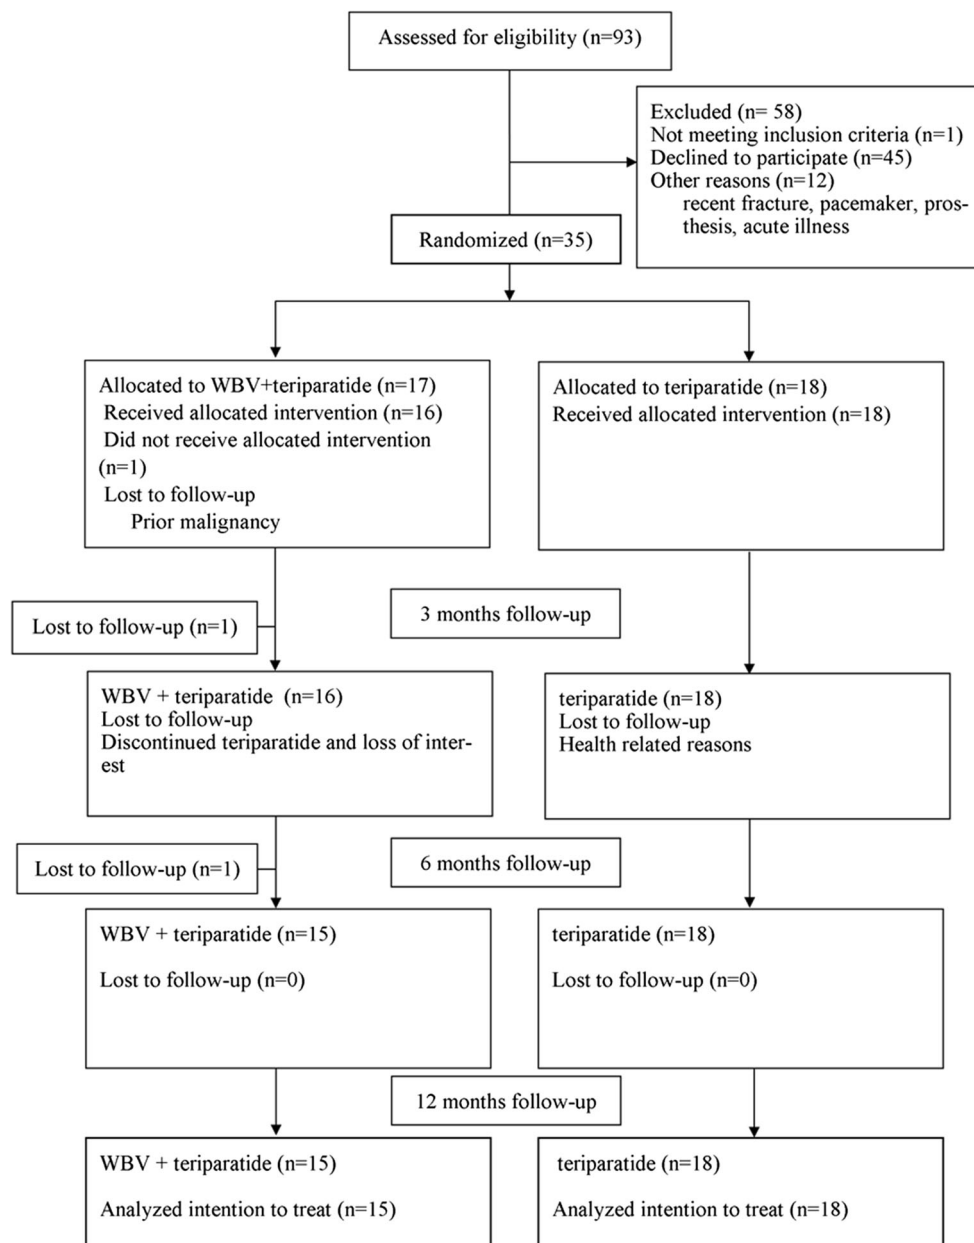 Assessed for eligibility (n=93)
Excluded (n= 58)
Not meeting inclusion criteria (n=1)
Declined to participate (n=45)
Other reasons (n=12)
recent fracture, pacemaker, pros-
thesis, acute illness
Randomized (n=35)
Allocated to WBV+teriparatide (n=17)
Received allocated intervention (n=16)
Did not receive allocated intervention
(n=1)
Lost to follow-up
Prior malignancy
Allocated to teriparatide (n=18)
Received allocated intervention (n=18)
Lost to follow-up (n=1)
3 months follow-up
WBV + teriparatide (n=16)
Lost to follow-up
Discontinued teriparatide and loss of inter-
est
teriparatide (n=18)
Lost to follow-up
Health related reasons
Lost to follow-up (n=1)
6 months follow-up
WBV + teriparatide (n=15)
Lost to follow-up (n=0)
teriparatide (n=18)
Lost to follow-up (n=0)
12 months follow-up
WBV + teriparatide (n=15)
Analyzed intention to treat (n=15)
teriparatide (n=18)
Analyzed intention to treat (n=18)